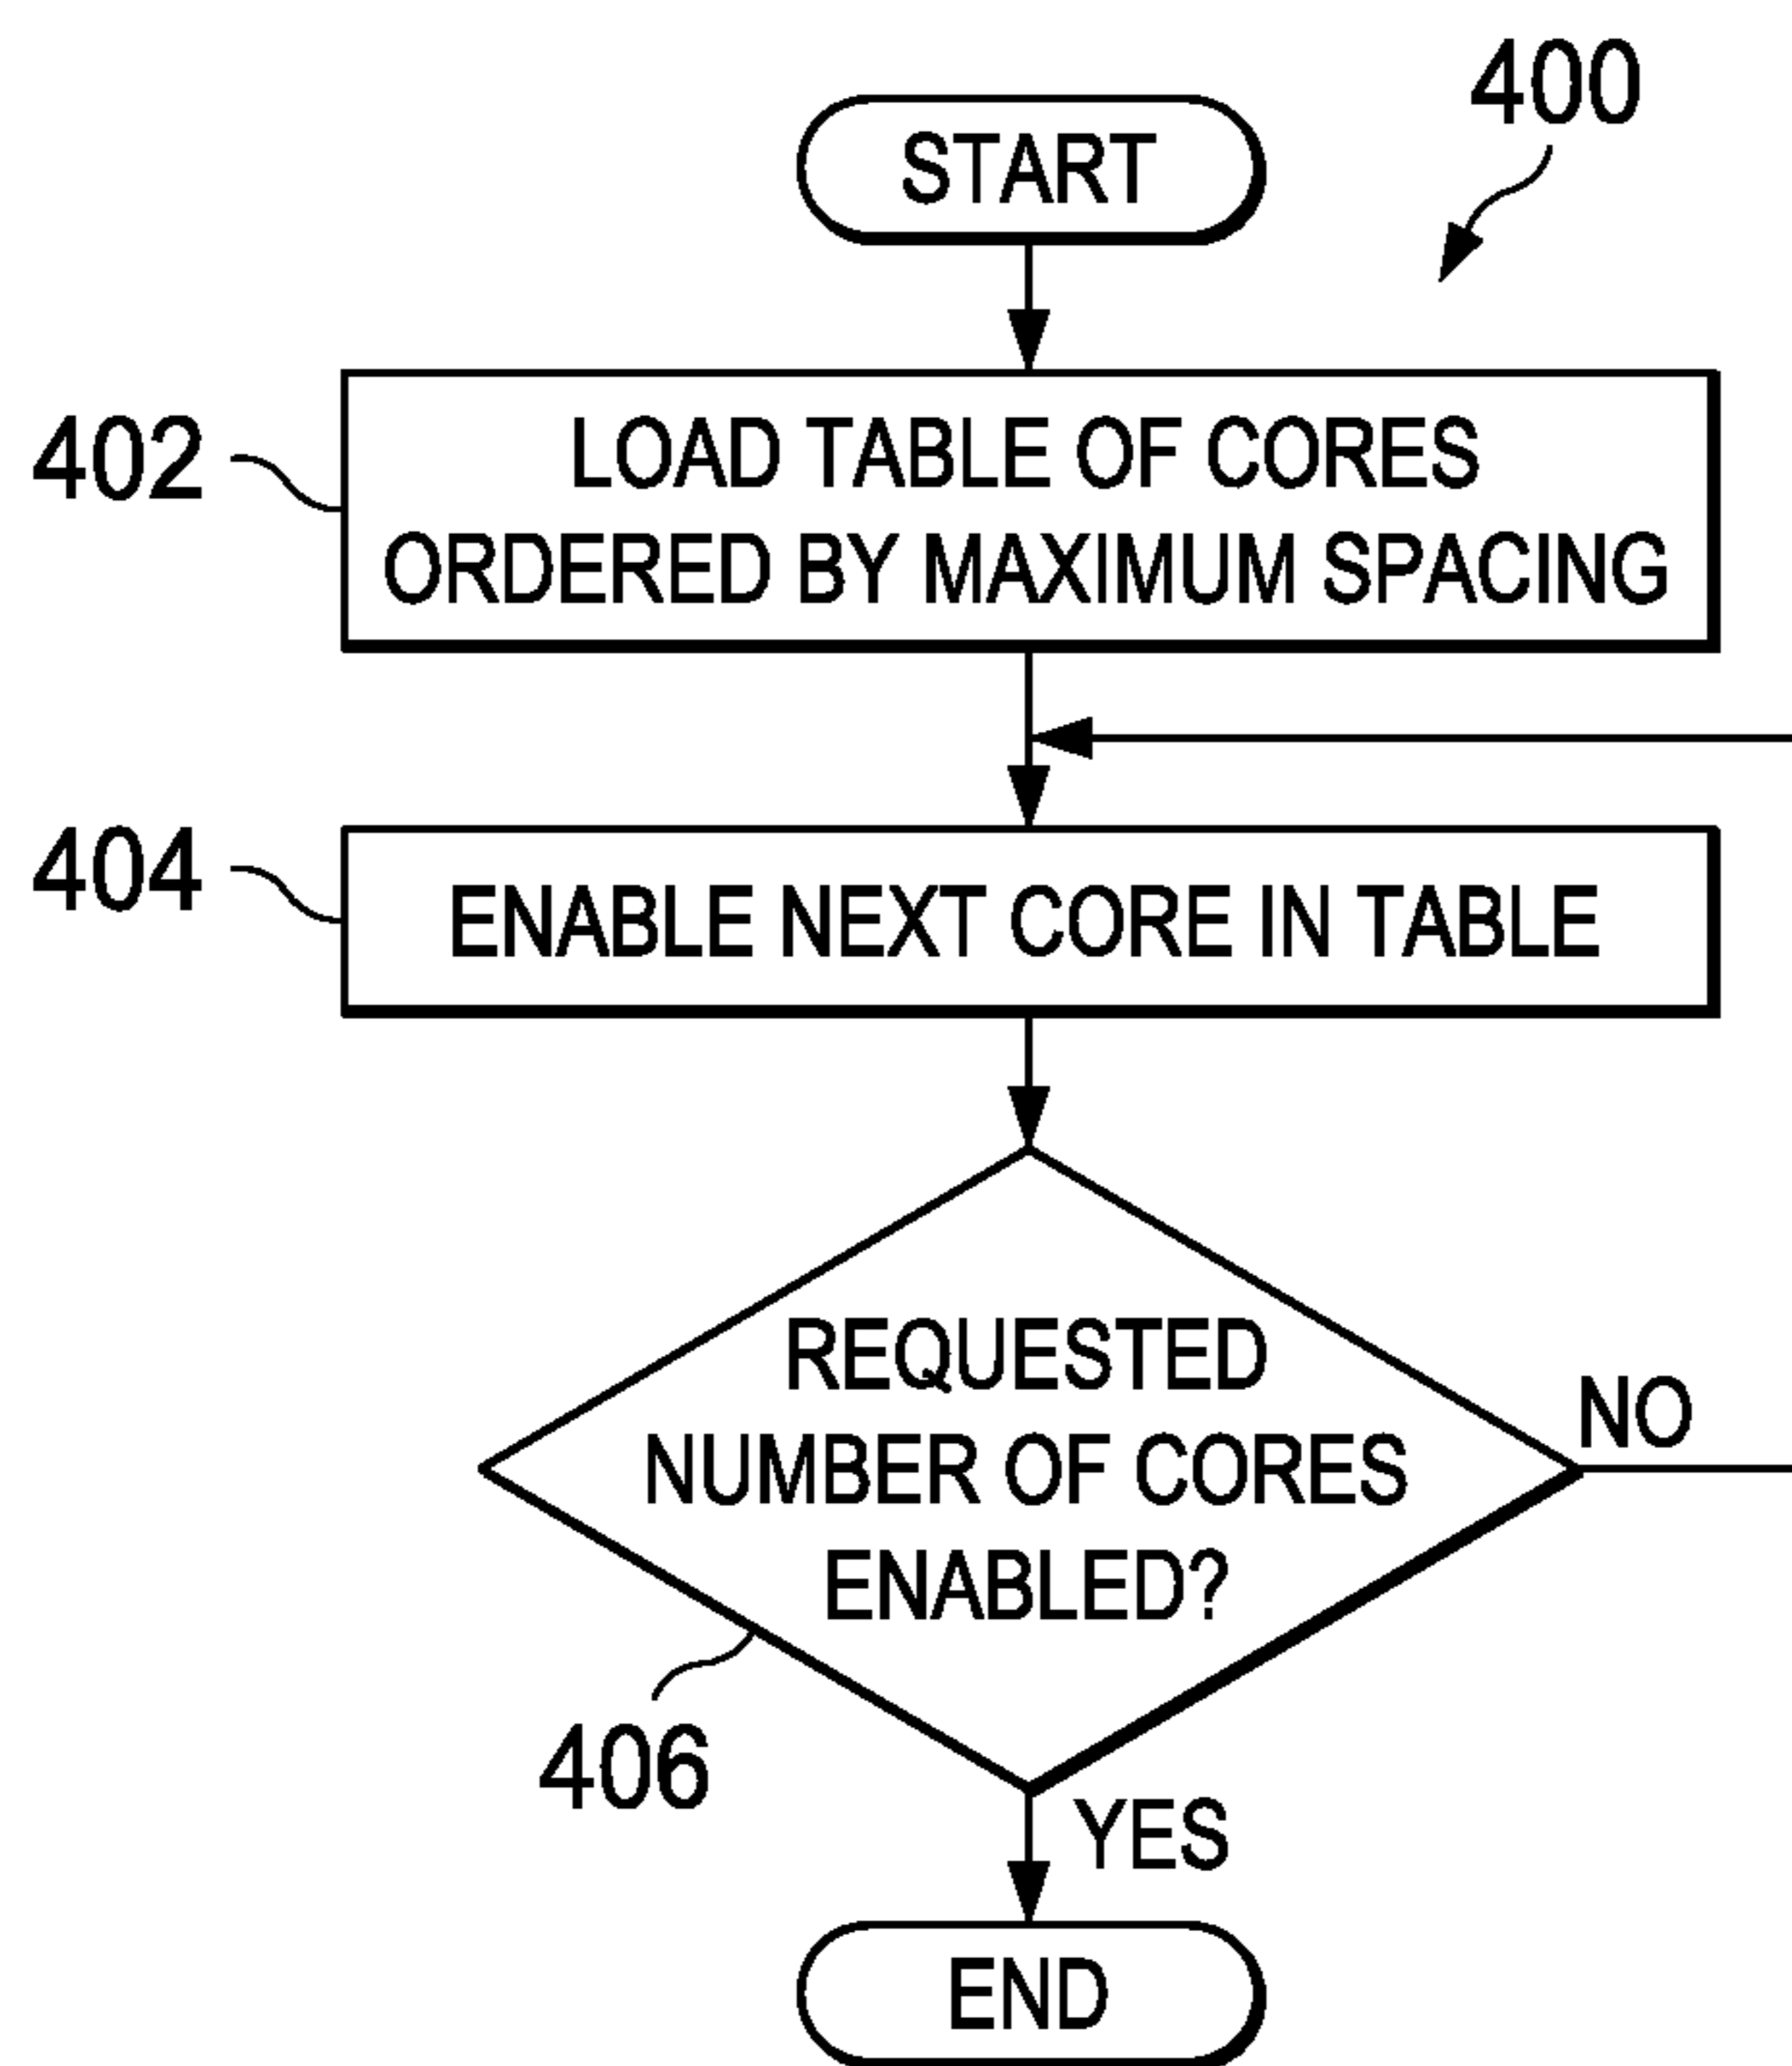 400
START
402
LOAD TABLE OF CORES
ORDERED BY MAXIMUM SPACING
404
ENABLE NEXT CORE IN TABLE
REQUESTED
NUMBER OF CORES
ENABLED?
NO
406
YES
END